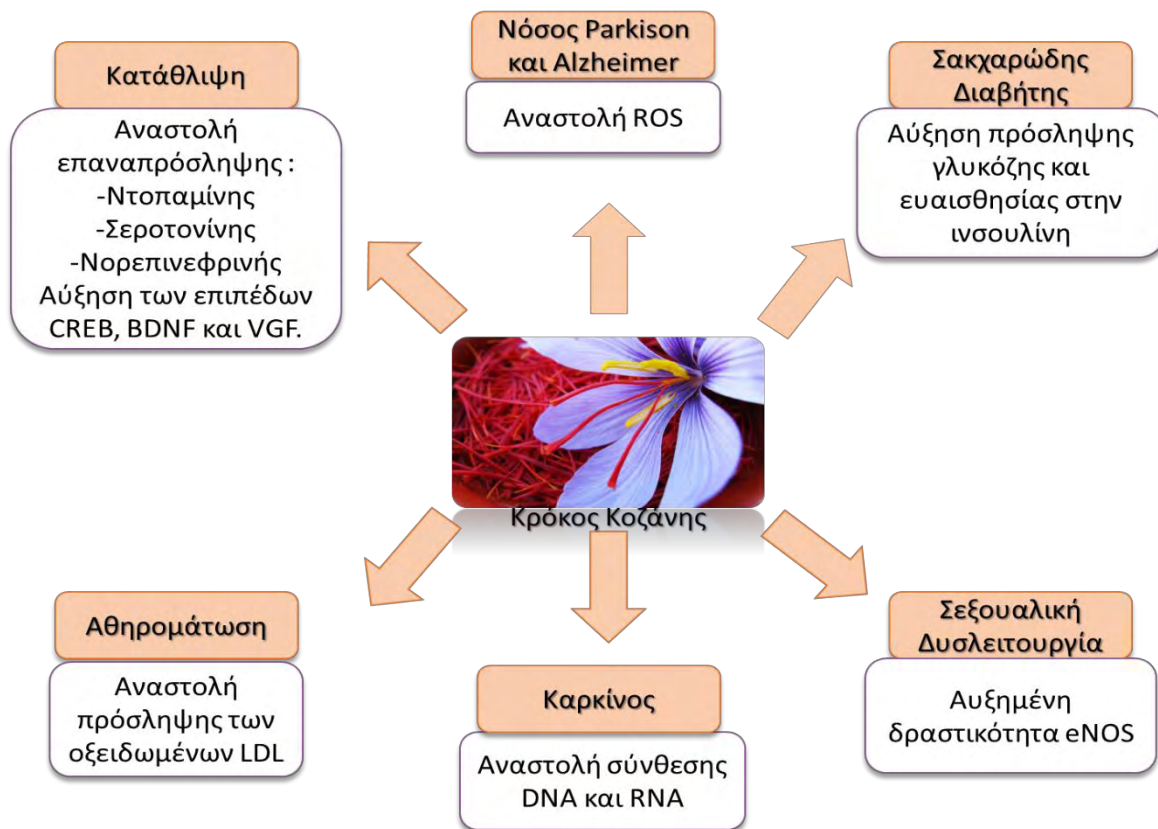 Κατάθλιψη
Αναστολή
επαναπρόσληψης :
-Ντοπαμίνης
-Σεροτονίνης
-Νορεπινεφρινής
Αύξηση των επιπέδων
CREB, BDNF και VGF.
Νόσος Parkison
και Alzheimer
Αναστολή ROS
Σακχαρώδης
Διαβήτης
Αύξηση πρόσληψης
γλυκόζης και
ευαισθησίας στην
ινσουλίνη
Κρόκος Κοζάνης
Αθηρομάτωση
Αναστολή
πρόσληψης των
οξειδωμένων LDL
Καρκίνος
Αναστολή σύνθεσης
DNA και RNA
Σεξουαλική
Δυσλειτουργία
Αυξημένη
δραστικότητα eNOS